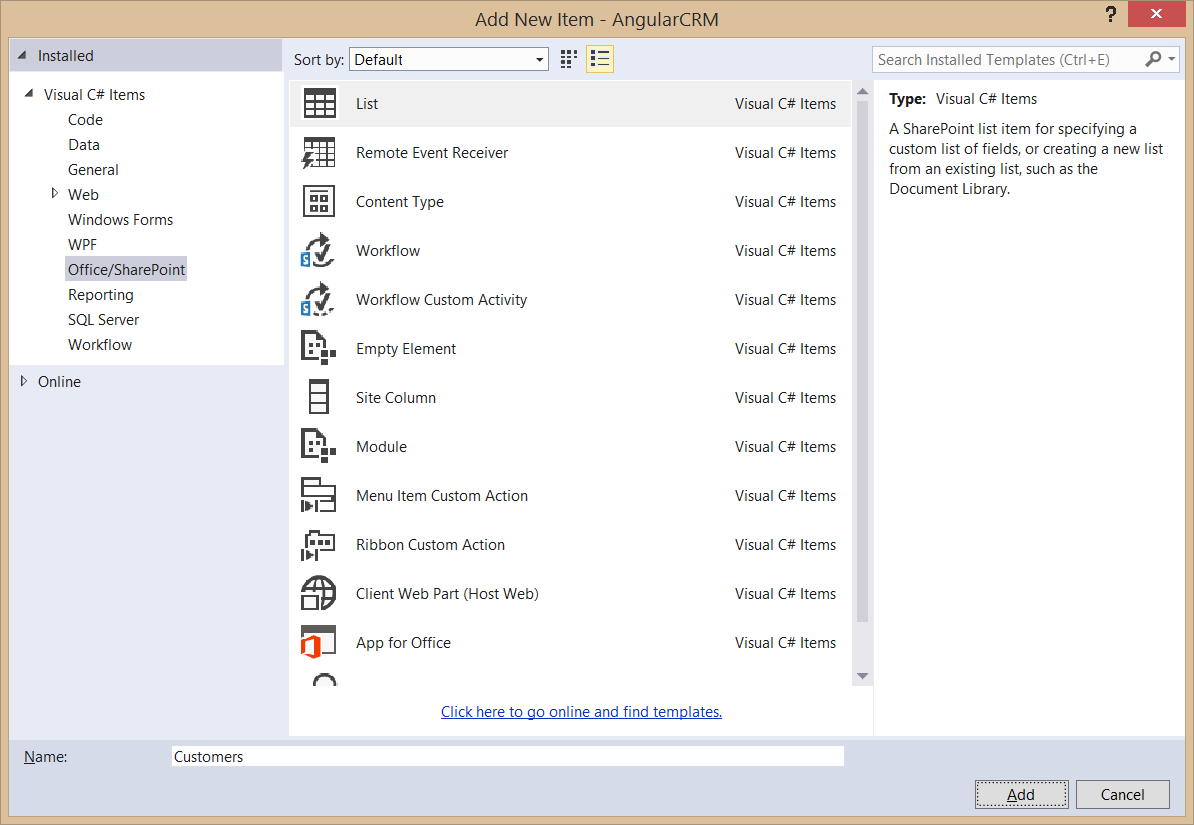 Add New Item - AngularCRM
?
Installed
Visual C# Items
Code
Data
General
Web
Windows Forms
WPF
Office/SharePoint
Reporting
SQL Server
Workflow
Online
Sort by: Default
List Visual C# Items
Remote Event Receiver Visual C# Items
Content Type Visual C# Items
Workflow Visual C# Items
Workflow Custom Activity Visual C# Items
Empty Element Visual C# Items
Site Column Visual C# Items
Module Visual C# Items
Menu Item Custom Action Visual C# Items
Ribbon Custom Action Visual C# Items
Client Web Part (Host Web) Visual C# Items
App for Office Visual C# Items
Click here to go online and find templates.
Search Installed Templates (Ctrl+E)
Type: Visual C# Items
A SharePoint list item for specifying a
custom list of fields, or creating a new list
from an existing list, such as the
Document Library.
Name: Customers
Add Cancel